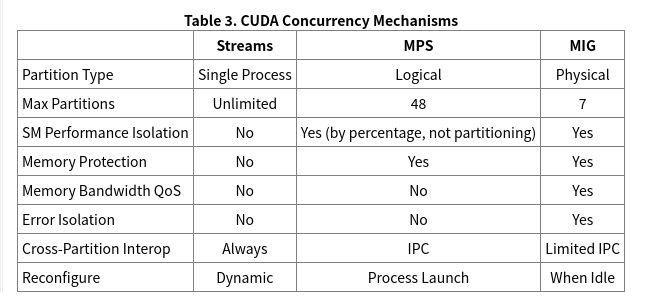 Table 3. CUDA Concurrency Mechanisms
Streams MPS MIG
Partition Type Single Process Logical Physical
Max Partitions Unlimited 48 7
SM Performance Isolation No Yes (by percentage, not partitioning) Yes
Memory Protection No Yes Yes
Memory Bandwidth QoS No No Yes
Error Isolation No No Yes
Cross-Partition Interop Always IPC Limited IPC
Reconfigure Dynamic Process Launch When Idle